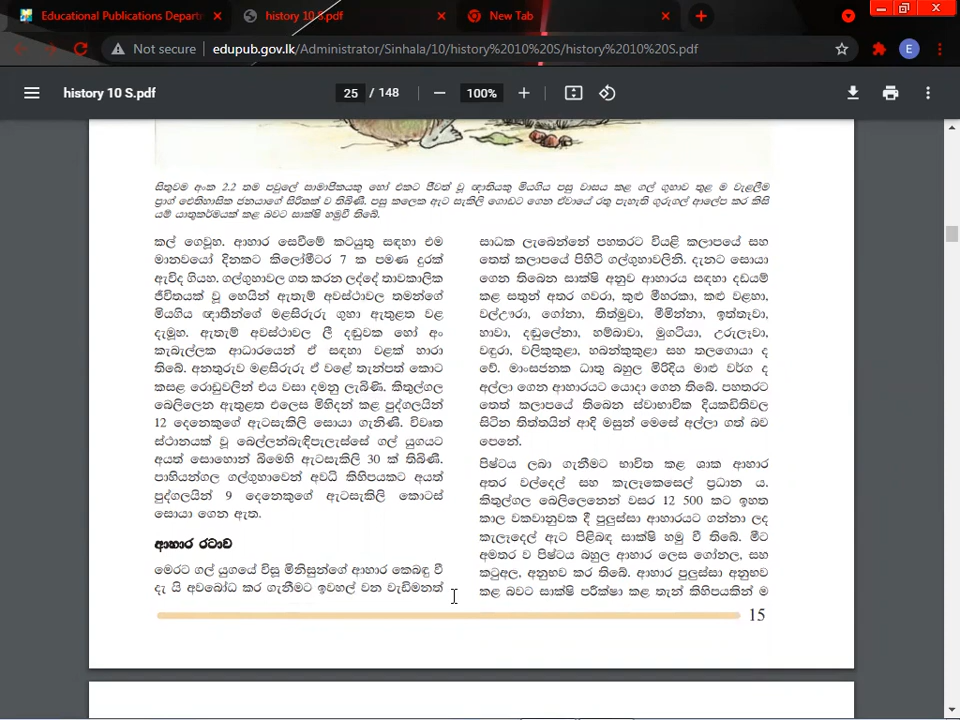 Educational Publications Depart
history 10 S.pdf
New Tab
Not secure
edupub.gov.lk/Administrator/Sinhala/10/history%2010%20S/history%2010%20S.pdf
E
history 10 S.pdf
25 / 148
100%
සිතුවම අංක 2.2 තම පවුලේ සාමාජිකයකු හෝ එකට ජීවත් වූ ඥාතියකු මියගිය පසු වාසය කළ ගල් ගුහාව තුළ ම වැළලීම
ප්‍රාග් ඓතිහාසික ජනයාගේ සිරිතක් ව තිබිණි. පසු කලෙක ඇට සැකිලි ගොඩට ගෙන ඒවායේ රතු පැහැති ගුරුගල් ආලේප කර කිසි
යම් යාතුකර්මයක් කළ බවට සාක්ෂි හමුවී තිබේ.
කල් ගෙවූහ. ආහාර සෙවීමේ කටයුතු සඳහා එම
මානවයෝ දිනකට කිලෝමීටර 7 ක පමණ දුරක්
ඇවිද ගියහ. ගල්ගුහාවල ගත කරන ලද්දේ තාවකාලික
ජීවිතයක් වූ හෙයින් ඇතැම් අවස්ථාවල තමන්ගේ
මියගිය ඥාතීන්ගේ මළසිරුරු ගුහා ඇතුළත වළ
දැමූහ. ඇතැම් අවස්ථාවල ලී දඬුවක හෝ අං
කැබැල්ලක ආධාරයෙන් ඒ සඳහා වළක් හාරා
තිබේ. අනතුරුව මළසිරුරු ඒ වළේ තැන්පත් කොට
කසළ රොඩුවලින් එය වසා දමනු ලැබිණි. කිතුල්ගල
බෙලිලෙන ඇතුළත එලෙස මිහිදන් කළ පුද්ගලයින්
12 දෙනෙකුගේ ඇටසැකිලි සොයා ගැනිණි. විවෘත
ස්ථානයක් වූ බෙල්ලන්බැඳිපැලැස්සේ ගල් යුගයට
අයත් සොහොන් බිමෙහි ඇටසැකිලි 30 ක් තිබිණි.
පාහියන්ගල ගල්ගුහාවෙන් අවධි කිහිපයකට අයත්
පුද්ගලයින් 9 දෙනෙකුගේ ඇටසැකිලි කොටස්
සොයා ගෙන ඇත.
ආහාර රටාව
මෙරට ගල් යුගයේ විසූ මිනිසුන්ගේ ආහාර කෙබඳු වී
දැ යි අවබෝධ කර ගැනීමට ඉවහල් වන වැඩිමනත්
සාධක ලැබෙන්නේ පහතරට වියළි කලාපයේ සහ
තෙත් කලාපයේ පිහිටි ගල්ගුහාවලිනි. දැනට සොයා
ගෙන තිබෙන සාක්ෂි අනුව ආහාරය සඳහා දඩයම්
කළ සතුන් අතර ගවරා, කුළු මීහරකා, කළු වළහා,
වල්ඌරා, ගෝනා, තිත්මුවා, මීමින්නා, ඉත්තෑවා,
හාවා, දඬුලේනා, හම්බාවා, මුගටියා, උරුලෑවා,
වඳුරා, වලිකුකුළා, හබන්කුකුළා සහ තලගොයා ද
වේ. මාංසජනක ධාතු බහුල මිරිදිය මාළු වර්ග ද
අල්ලා ගෙන ආහාරයට යොදා ගෙන තිබේ. පහතරට
තෙත් කලාපයේ තිබෙන ස්වාභාවික දියකඩිතිවල
සිටින තිත්තයින් ආදි මසුන් මෙසේ අල්ලා ගත් බව
පෙනේ.
පිෂ්ටය ලබා ගැනීමට භාවිත කළ ශාක ආහාර
අතර වල්දෙල් සහ කැලෑකෙසෙල් ප්‍රධාන ය.
කිතුල්ගල බෙලිලෙනෙන් වසර 12 500 කට ඉහත
කාල වකවානුවක දී පුලුස්සා ආහාරයට ගන්නා ලද
කැලෑදෙල් ඇට පිළිබඳ සාක්ෂි හමු වී තිබේ. මීට
අමතර ව පිෂ්ටය බහුල ආහාර ලෙස ගෝනල, සහ
කටුඅල, අනුභව කර තිබේ. ආහාර පුලුස්සා අනුභව
කළ බවට සාක්ෂි පරීක්ෂා කළ තැන් කිහිපයකින් ම
15